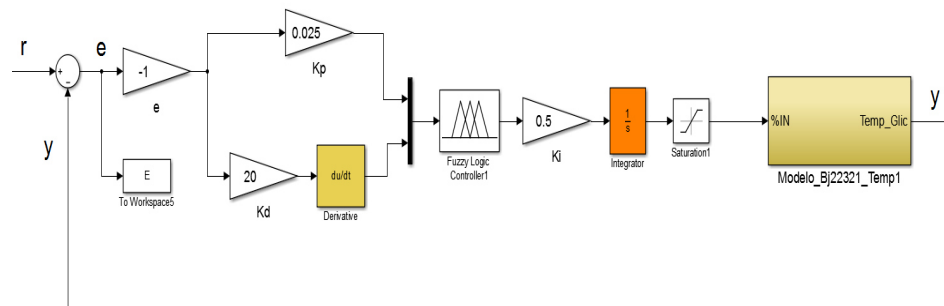 r
e
y
+
−
-1
e
E
To Workspace5
0.025
Kp
20
Kd
du/dt
Derivative
Fuzzy Logic
Controller1
0.5
Ki
1
s
Integrator
Saturation1
%IN
Temp_Glic
Modelo_Bj22321_Temp1
y